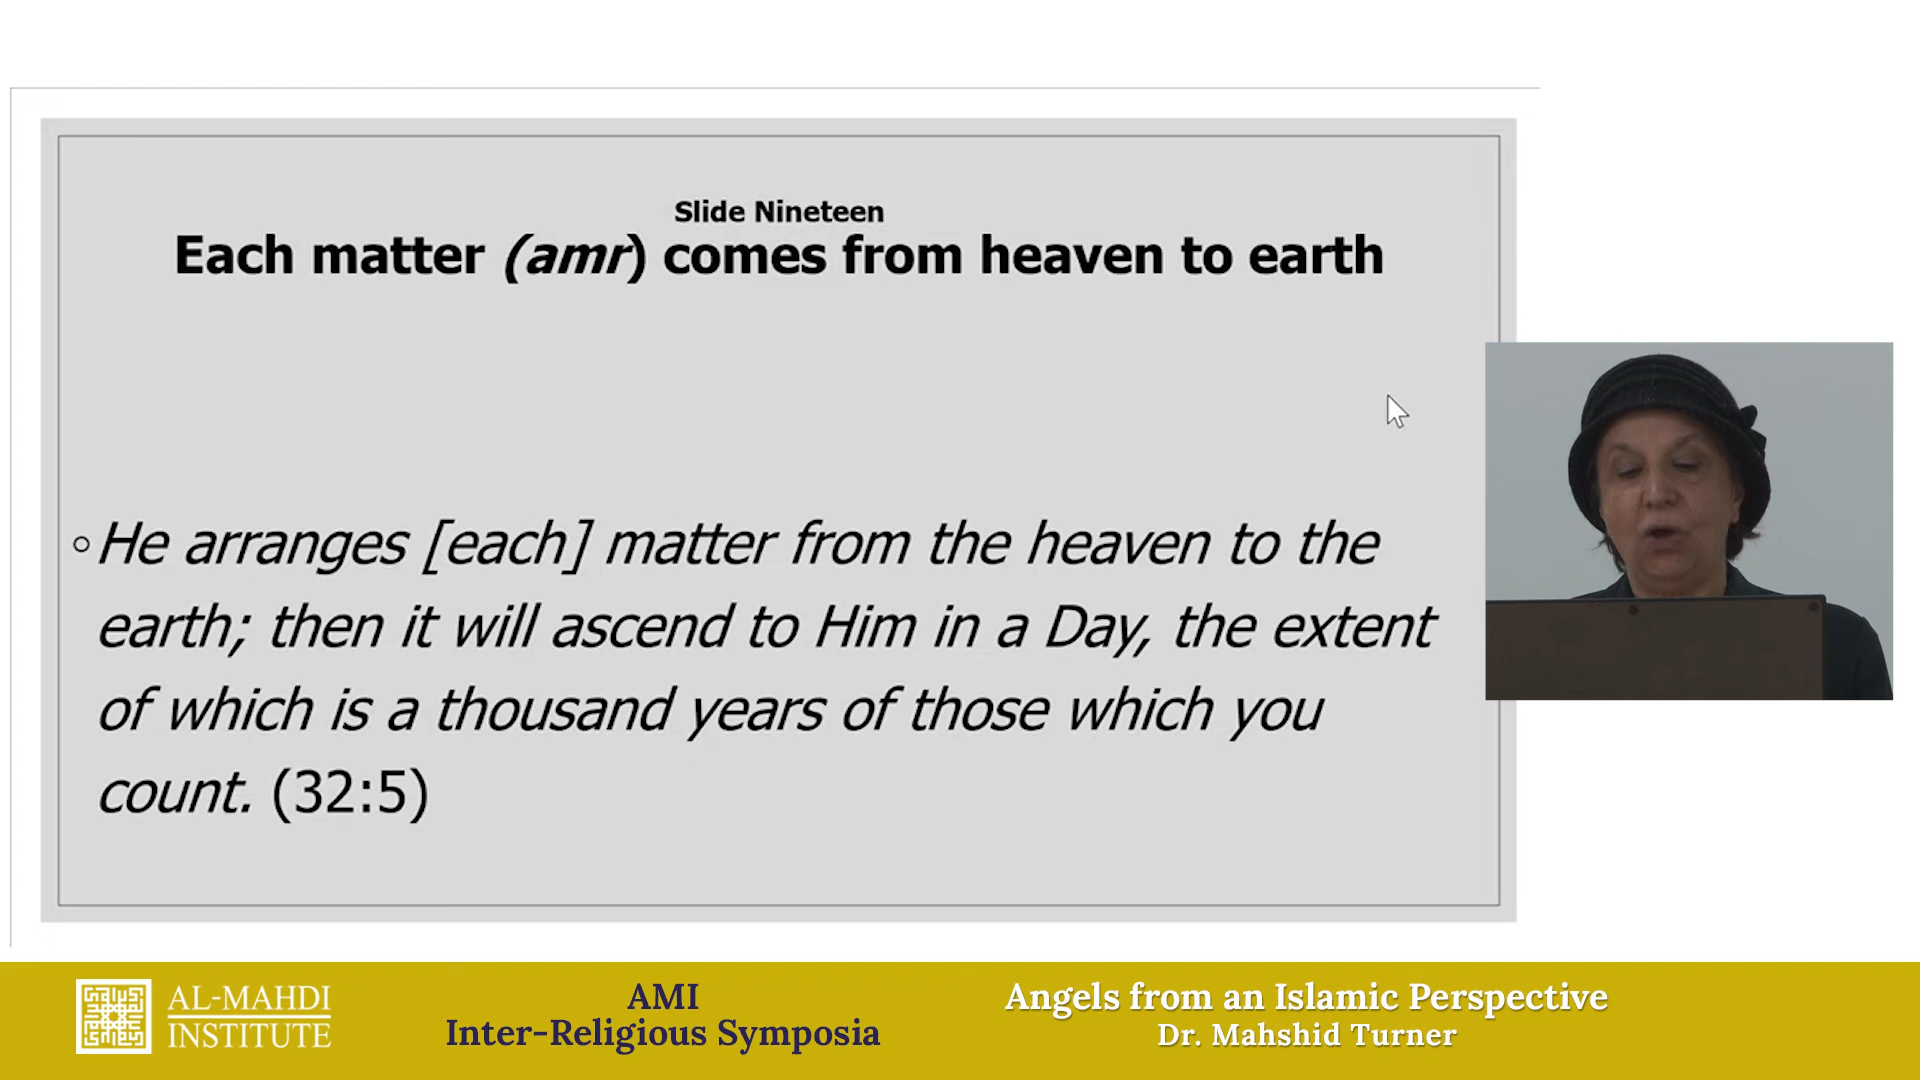 Slide Nineteen
Each matter (amr) comes from heaven to earth
◦He arranges [each] matter from the heaven to the
earth; then it will ascend to Him in a Day, the extent
of which is a thousand years of those which you
count. (32:5)
AL-MAHDI
INSTITUTE
AMI
Inter-Religious Symposia
Angels from an Islamic Perspective
Dr. Mahshid Turner